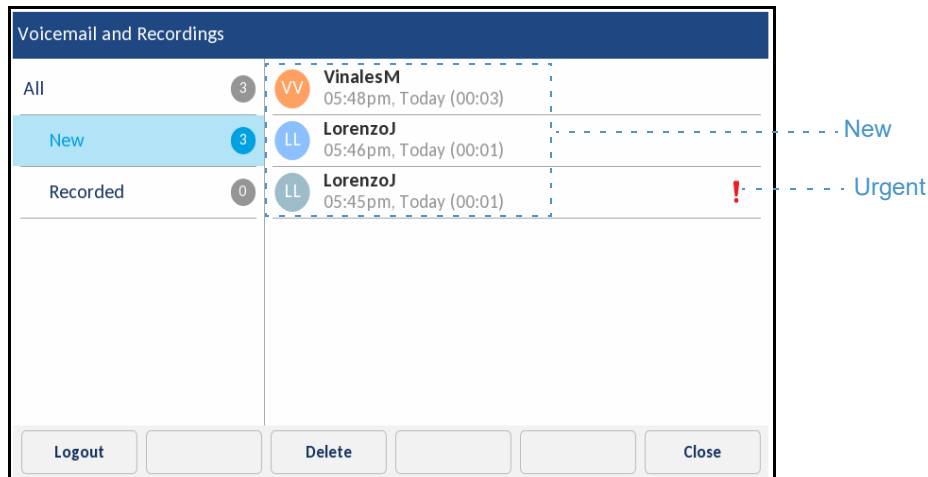 Voicemail and Recordings
All 3
New 3
Recorded 0
VV VinalesM
05:48pm, Today (00:03)
LL LorenzoJ
05:46pm, Today (00:01)
LL LorenzoJ
05:45pm, Today (00:01) !
New
Urgent
Logout Delete Close